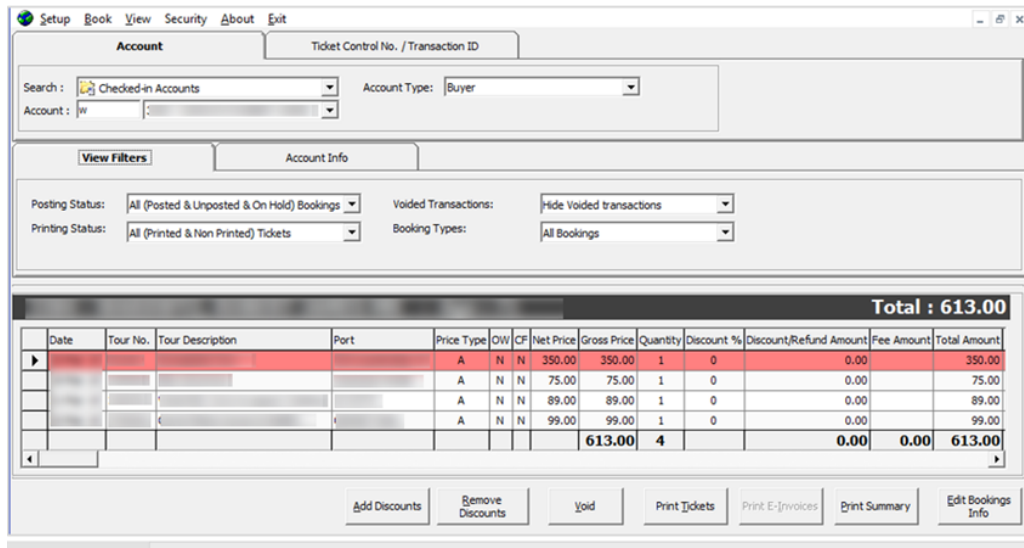 Setup Book View Security About Exit
Account Ticket Control No. / Transaction ID
Search : Checked-in Accounts Account Type: Buyer
Account : w
View Filters Account Info
Posting Status: All (Posted & Unposted & On Hold) Bookings Voided Transactions: Hide Voided transactions
Printing Status: All (Printed & Non Printed) Tickets Booking Types: All Bookings
Total : 613.00
Date Tour No. Tour Description Port Price Type OW CF Net Price Gross Price Quantity Discount % Discount/Refund Amount Fee Amount Total Amount
A N N 350.00 350.00 1 0 0.00 350.00
A N N 75.00 75.00 1 0 0.00 75.00
A N N 89.00 89.00 1 0 0.00 89.00
A N N 99.00 99.00 1 0 0.00 99.00
613.00 4 0.00 0.00 613.00
Add Discounts Remove Discounts Void Print Tickets Print E-Invoices Print Summary Edit Bookings Info